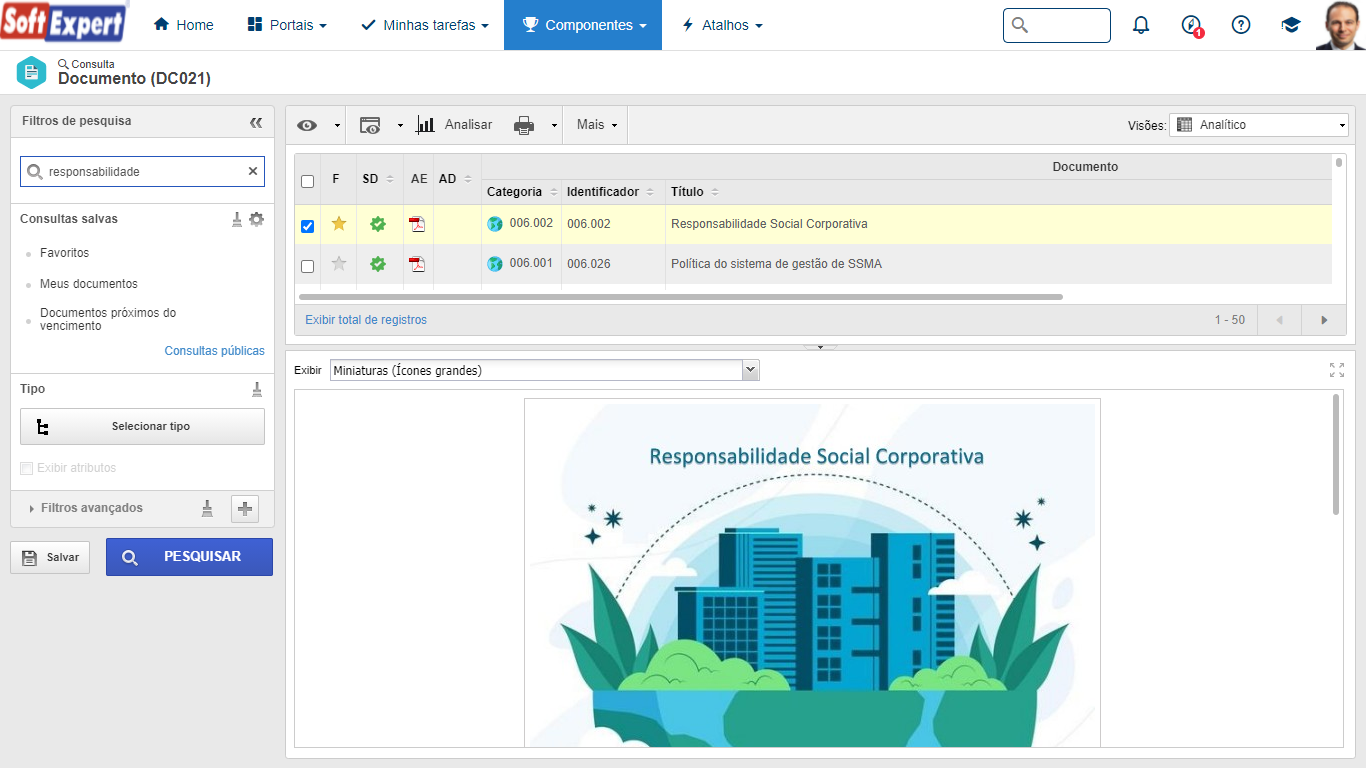 SoftExpert
Home
Portais
Minhas tarefas
Componentes
Atalhos
1
Consulta
Documento (DC021)
Filtros de pesquisa
responsabilidade
Consultas salvas
Favoritos
Meus documentos
Documentos próximos do
vencimento
Consultas públicas
Tipo
Selecionar tipo
Exibir atributos
Filtros avançados
Salvar
PESQUISAR
Analisar
Mais
Visões:
Analítico
F SD AE AD Documento
Categoria Identificador Título
006.002 006.002 Responsabilidade Social Corporativa
006.001 006.026 Política do sistema de gestão de SSMA
Exibir total de registros
1 - 50
Exibir
Miniaturas (Ícones grandes)
Responsabilidade Social Corporativa